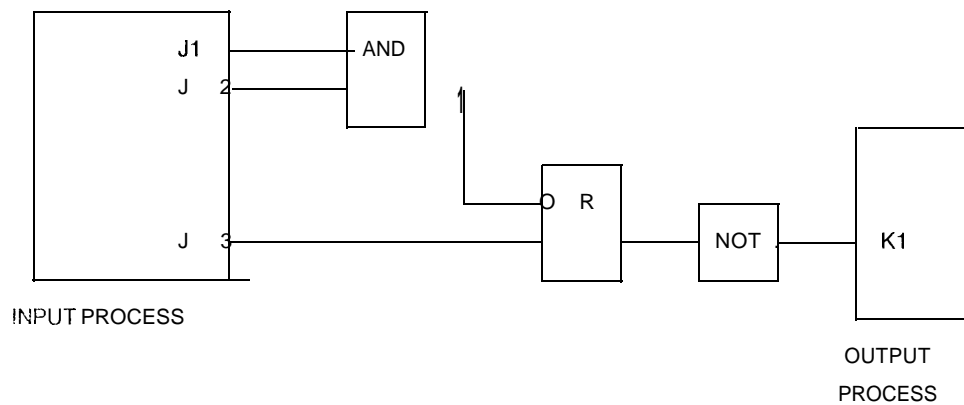 J1
AND
J 2
O R
J 3
NOT
K1
INPUT PROCESS
OUTPUT
PROCESS